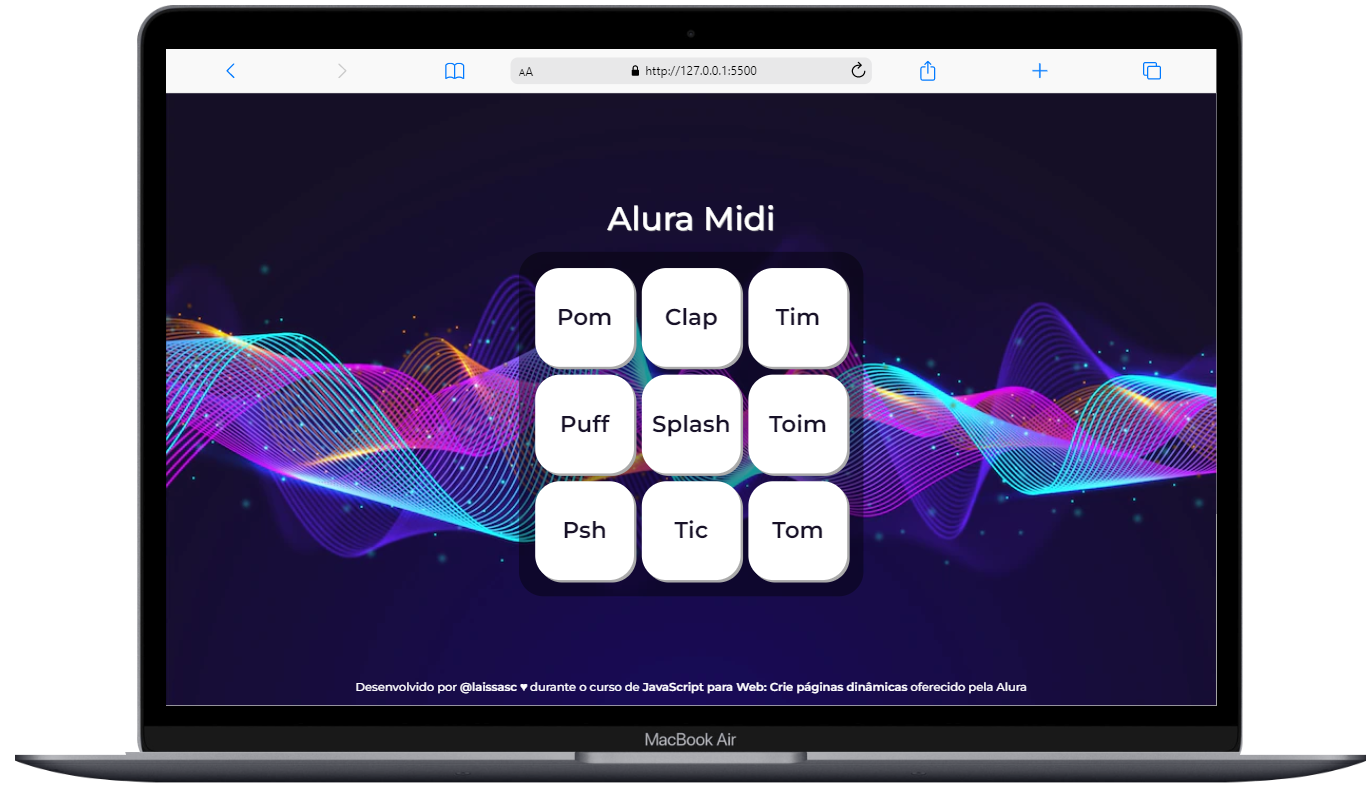 AA
http://127.0.0.1:5500
Alura Midi
Pom Clap Tim
Puff Splash Toim
Psh Tic Tom
Desenvolvido por @laissasc ♥ durante o curso de JavaScript para Web: Crie páginas dinâmicas oferecido pela Alura
MacBook Air